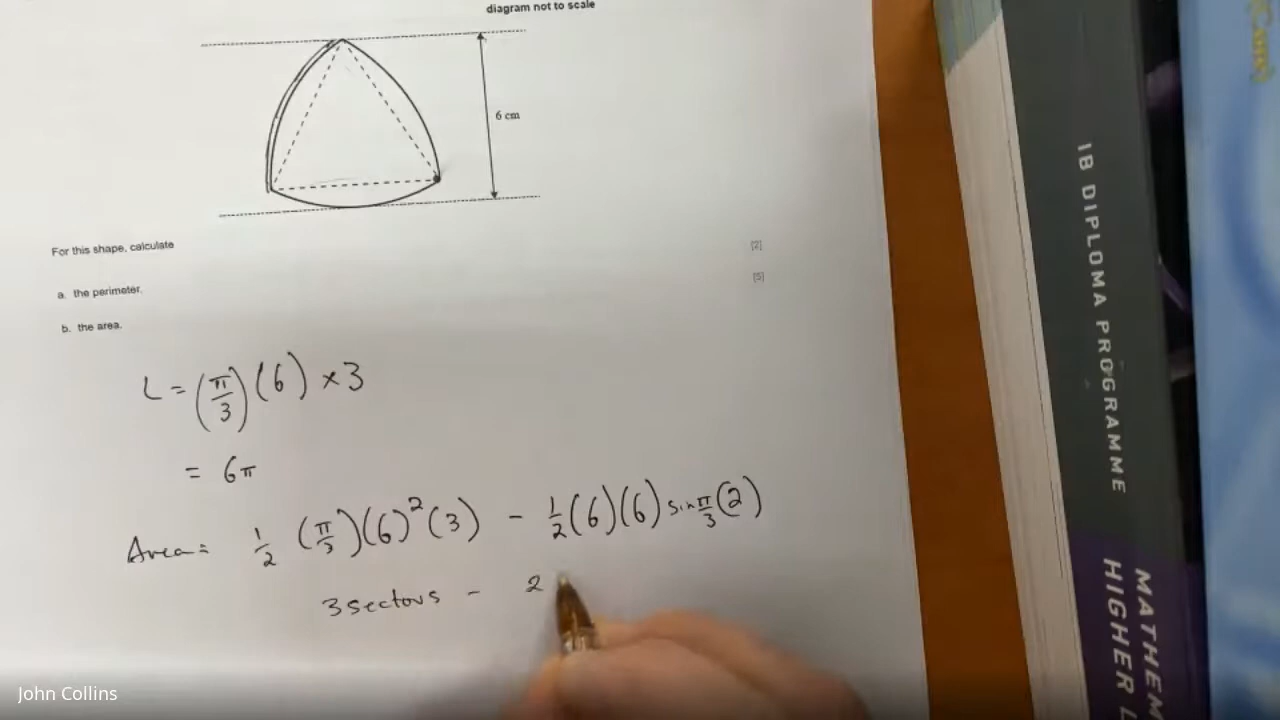 diagram not to scale
6 cm
For this shape, calculate
[2]
a. the perimeter.
[5]
b. the area.
L = (π/3)(6) × 3
= 6π
Area = 1/2 (π/3)(6)²(3) - 1/2(6)(6) sin π/3 (2)
3 sectors - 2
IB DIPLOMA PROGRAMME
MATHEM
HIGHER L
John Collins